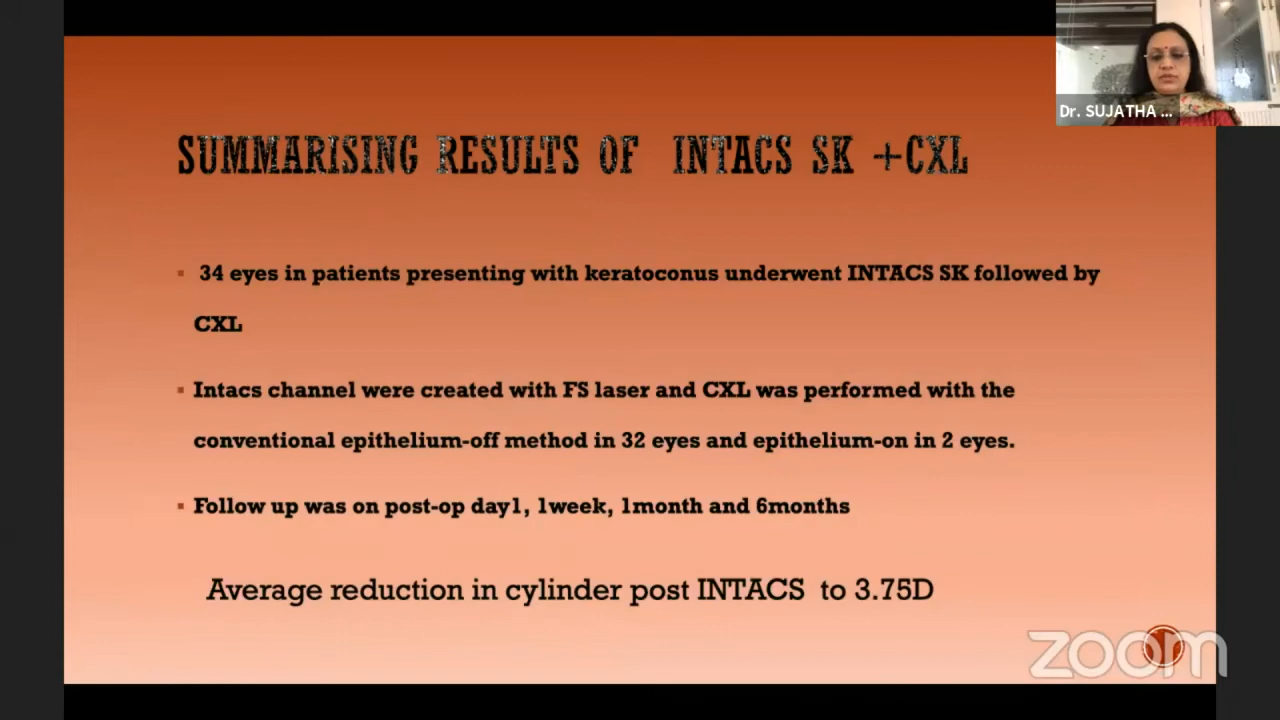 Dr. SUJATHA ...
SUMMARISING RESULTS OF INTACS SK +CXL
▪ 34 eyes in patients presenting with keratoconus underwent INTACS SK followed by
CXL
▪ Intacs channel were created with FS laser and CXL was performed with the
conventional epithelium-off method in 32 eyes and epithelium-on in 2 eyes.
▪ Follow up was on post-op day1, 1week, 1month and 6months
Average reduction in cylinder post INTACS to 3.75D
zoom